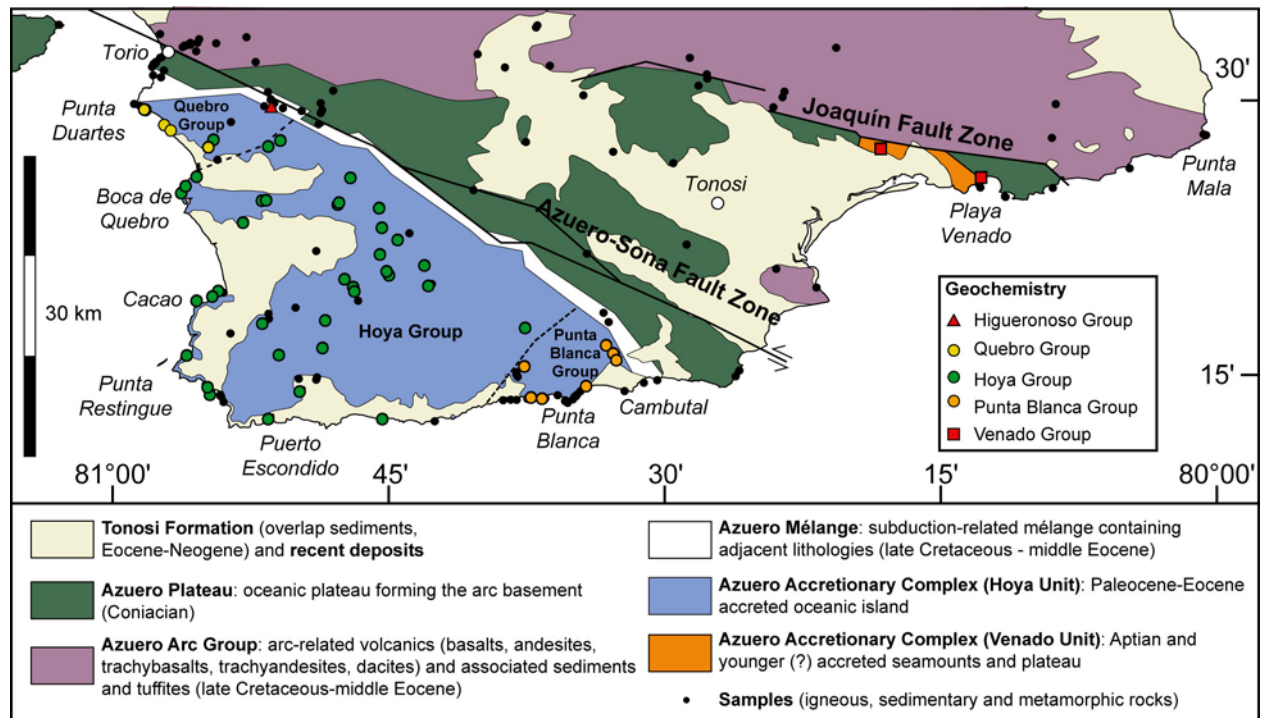 Torio
30'
Quebro
Group
Punta
Duartes
Joaquín Fault Zone
Punta
Mala
Tonosi
Boca de
Quebro
Playa
Venado
Azuero-Sona Fault Zone
Cacao
30 km
Hoya Group
Punta
Blanca
Group
Geochemistry
Higueronoso Group
Quebro Group
Hoya Group
Punta Blanca Group
Venado Group
15'
Punta
Restingue
Cambutal
Punta
Blanca
Puerto
Escondido
81°00'
45'
30'
15'
80°00'
Tonosi Formation (overlap sediments,
Eocene-Neogene) and recent deposits
Azuero Plateau: oceanic plateau forming the arc basement
(Coniacian)
Azuero Arc Group: arc-related volcanics (basalts, andesites,
trachybasalts, trachyandesites, dacites) and associated sediments
and tuffites (late Cretaceous-middle Eocene)
Azuero Mélange: subduction-related mélange containing
adjacent lithologies (late Cretaceous - middle Eocene)
Azuero Accretionary Complex (Hoya Unit): Paleocene-Eocene
accreted oceanic island
Azuero Accretionary Complex (Venado Unit): Aptian and
younger (?) accreted seamounts and plateau
Samples (igneous, sedimentary and metamorphic rocks)